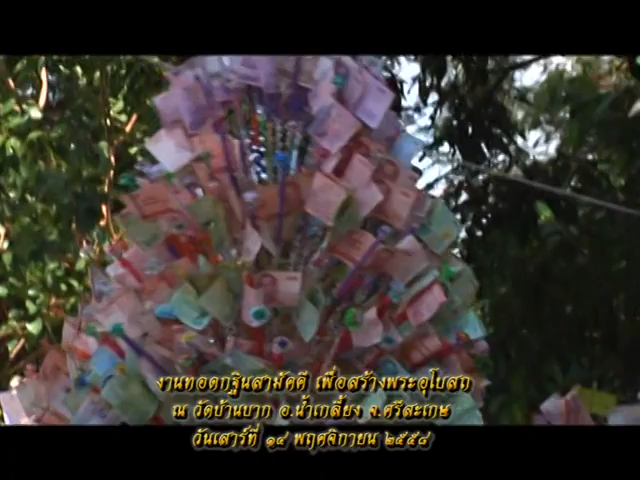 งานทอดกฐินสามัคคี เพื่อสร้างพระอุโบสถ
ณ วัดบ้านบาก อ.น้ำเกลี้ยง จ.ศรีสะเกษ
วันเสาร์ที่ ๑๔ พฤศจิกายน ๒๕๕๘